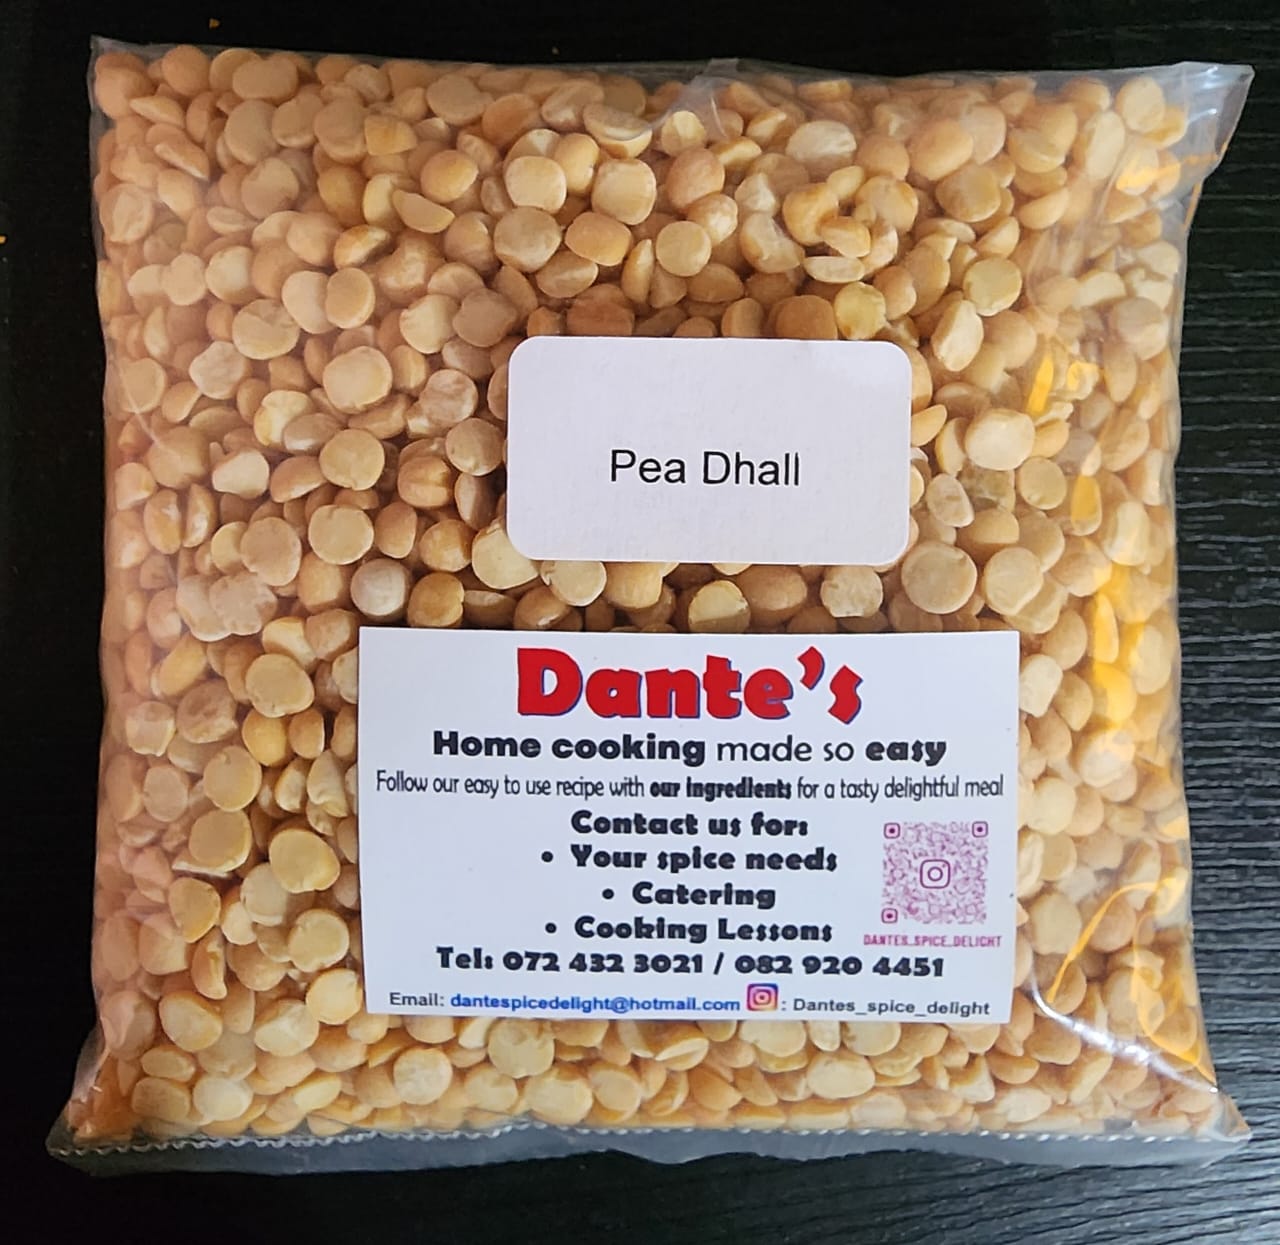 Pea Dhall
Dante's
Home cooking made so easy
Follow our easy to use recipe with our ingredients for a tasty delightful meal
Contact us for:
• Your spice needs
• Catering
• Cooking Lessons
DANTES_SPICE_DELIGHT
Tel: 072 432 3021 / 082 920 4451
Email: dantespicedelight@hotmail.com : Dantes_spice_delight